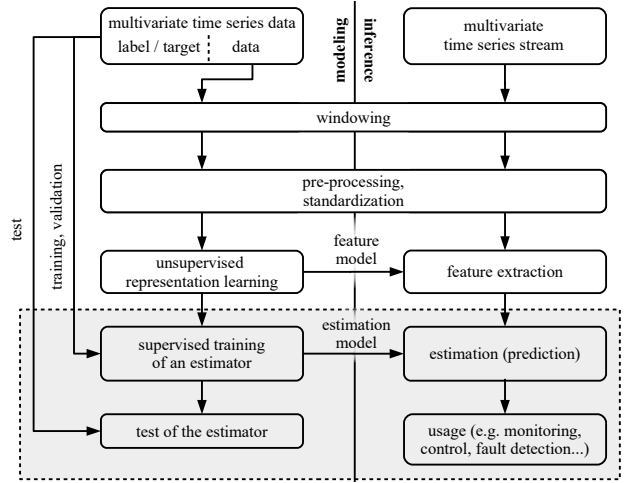 multivariate time series data
label / target
data
modeling
inference
multivariate
time series stream
windowing
pre-processing,
standardization
test
training, validation
unsupervised
representation learning
feature
model
feature extraction
supervised training
of an estimator
estimation
model
estimation (prediction)
test of the estimator
usage (e.g. monitoring,
control, fault detection...)